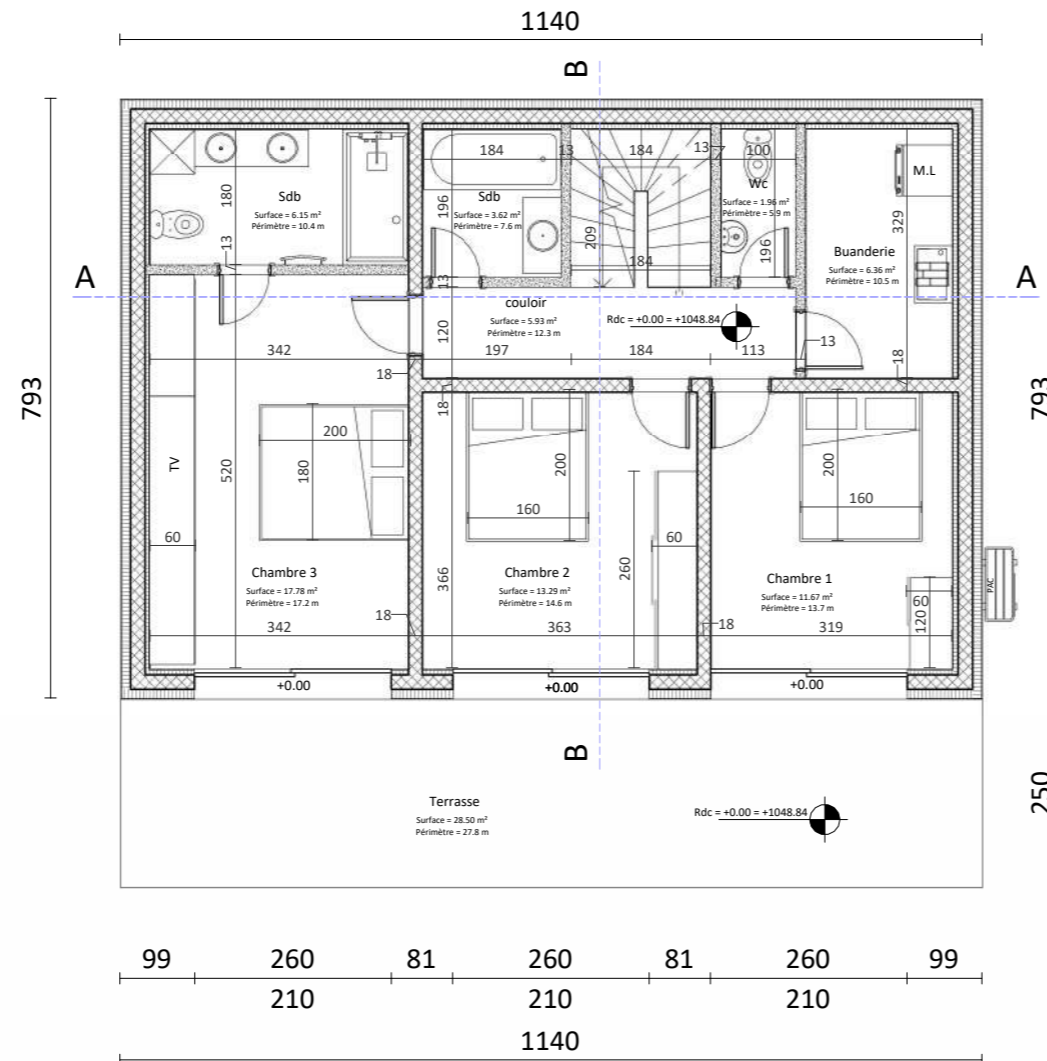 1140
B
793
184
13
184
13
100
M.L
180
Sdb
Surface = 6.15 m²
Périmètre = 10.4 m
196
Sdb
Surface = 3.62 m²
Périmètre = 7.6 m
Wc
Surface = 1.96 m²
Périmètre = 5.9 m
329
209
196
Buanderie
Surface = 6.36 m²
Périmètre = 10.5 m
13
184
13
A
A
couloir
Surface = 5.93 m²
Périmètre = 12.3 m
Rdc = +0.00 = +1048.84
120
13
342
197
184
113
18
18
18
793
200
180
TV
520
200
160
200
160
60
60
260
366
Chambre 3
Surface = 17.78 m²
Périmètre = 17.2 m
Chambre 2
Surface = 13.29 m²
Périmètre = 14.6 m
Chambre 1
Surface = 11.67 m²
Périmètre = 13.7 m
60
120
PAC
18
18
342
363
319
+0.00
+0.00
+0.00
B
Terrasse
Surface = 28.50 m²
Périmètre = 27.8 m
Rdc = +0.00 = +1048.84
250
99 260 81 260 81 260 99
210 210 210
1140